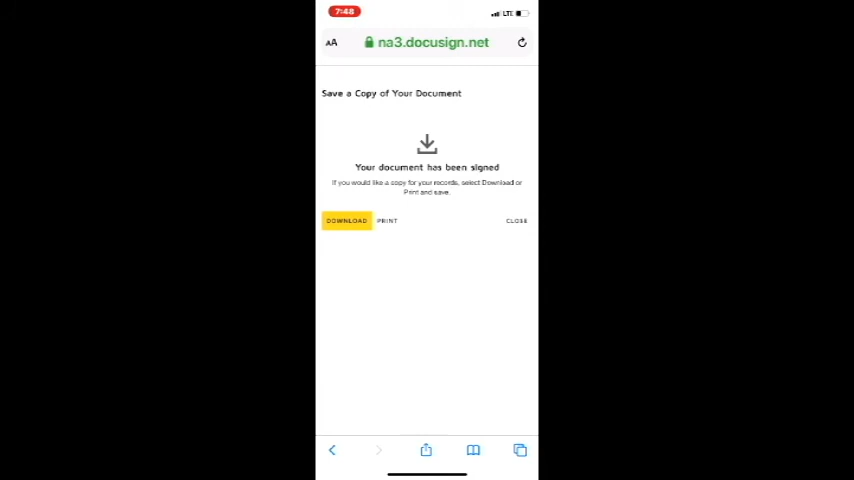 7:48
LTE
AA na3.docusign.net
Save a Copy of Your Document
Your document has been signed
If you would like a copy for your records, select Download or
Print and save.
DOWNLOAD PRINT CLOSE